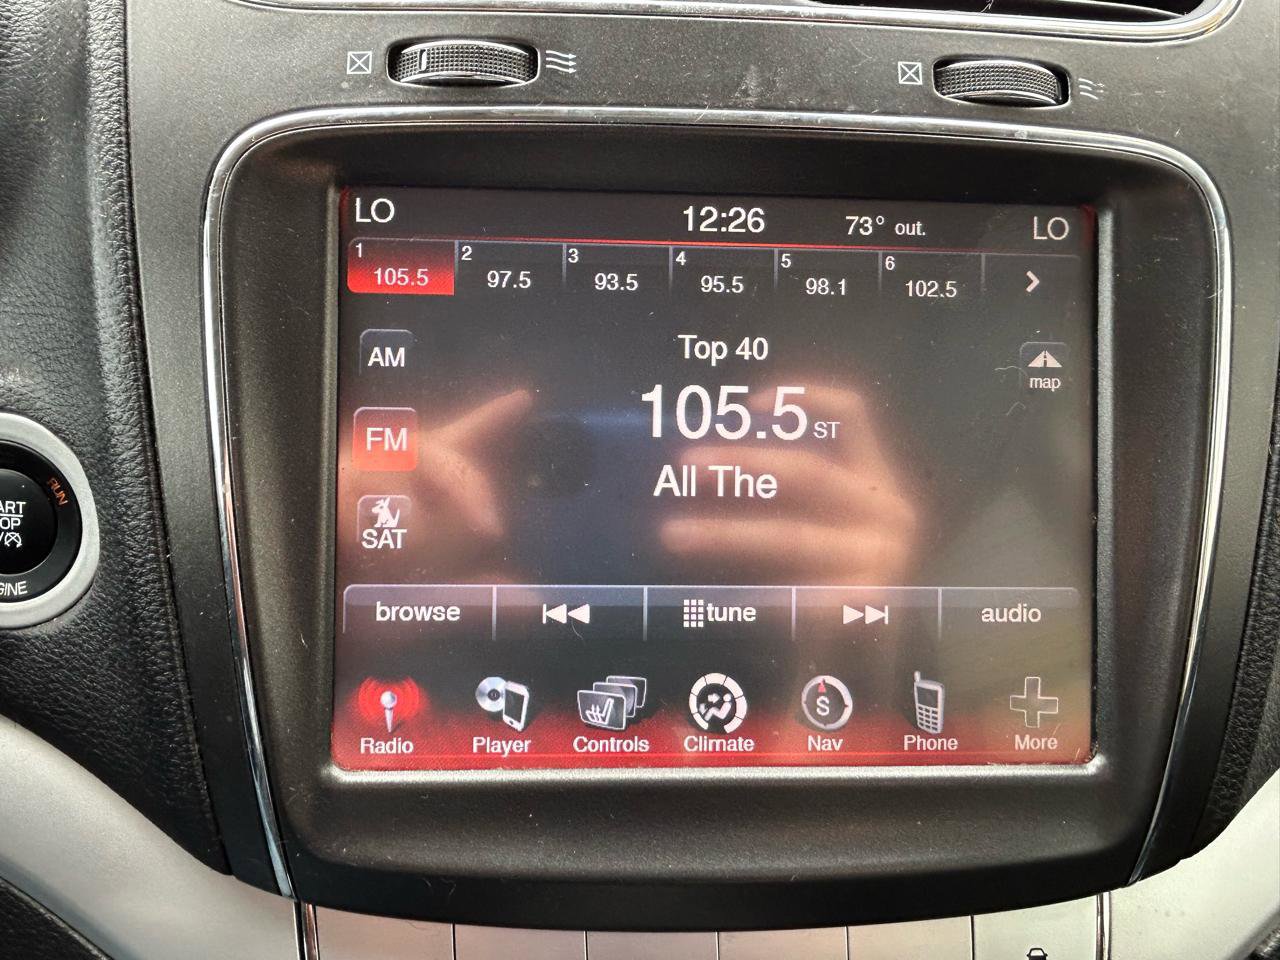 LO 12:26 73° out. LO
1 2 3 4 5 6
105.5 97.5 93.5 95.5 98.1 102.5
AM
Top 40
map
105.5 ST
FM
All The
SAT
RUN
browse tune audio
S
Radio Player Controls Climate Nav Phone More